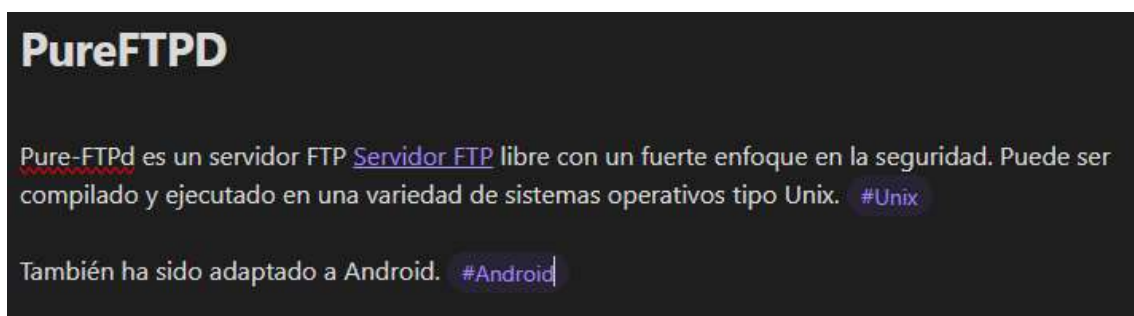 PureFTPD
Pure-FTPd es un servidor FTP Servidor FTP libre con un fuerte enfoque en la seguridad. Puede ser
compilado y ejecutado en una variedad de sistemas operativos tipo Unix. #Unix
También ha sido adaptado a Android. #Android